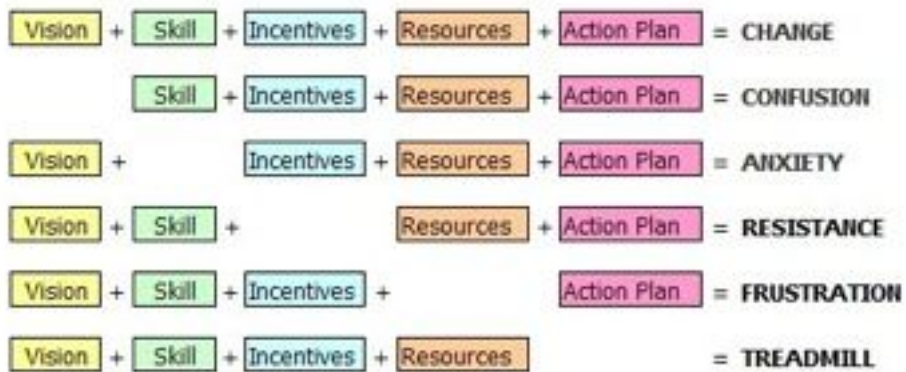 Vision + Skill + Incentives + Resources + Action Plan = CHANGE
Skill + Incentives + Resources + Action Plan = CONFUSION
Vision + Incentives + Resources + Action Plan = ANXIETY
Vision + Skill + Resources + Action Plan = RESISTANCE
Vision + Skill + Incentives + Action Plan = FRUSTRATION
Vision + Skill + Incentives + Resources = TREADMILL